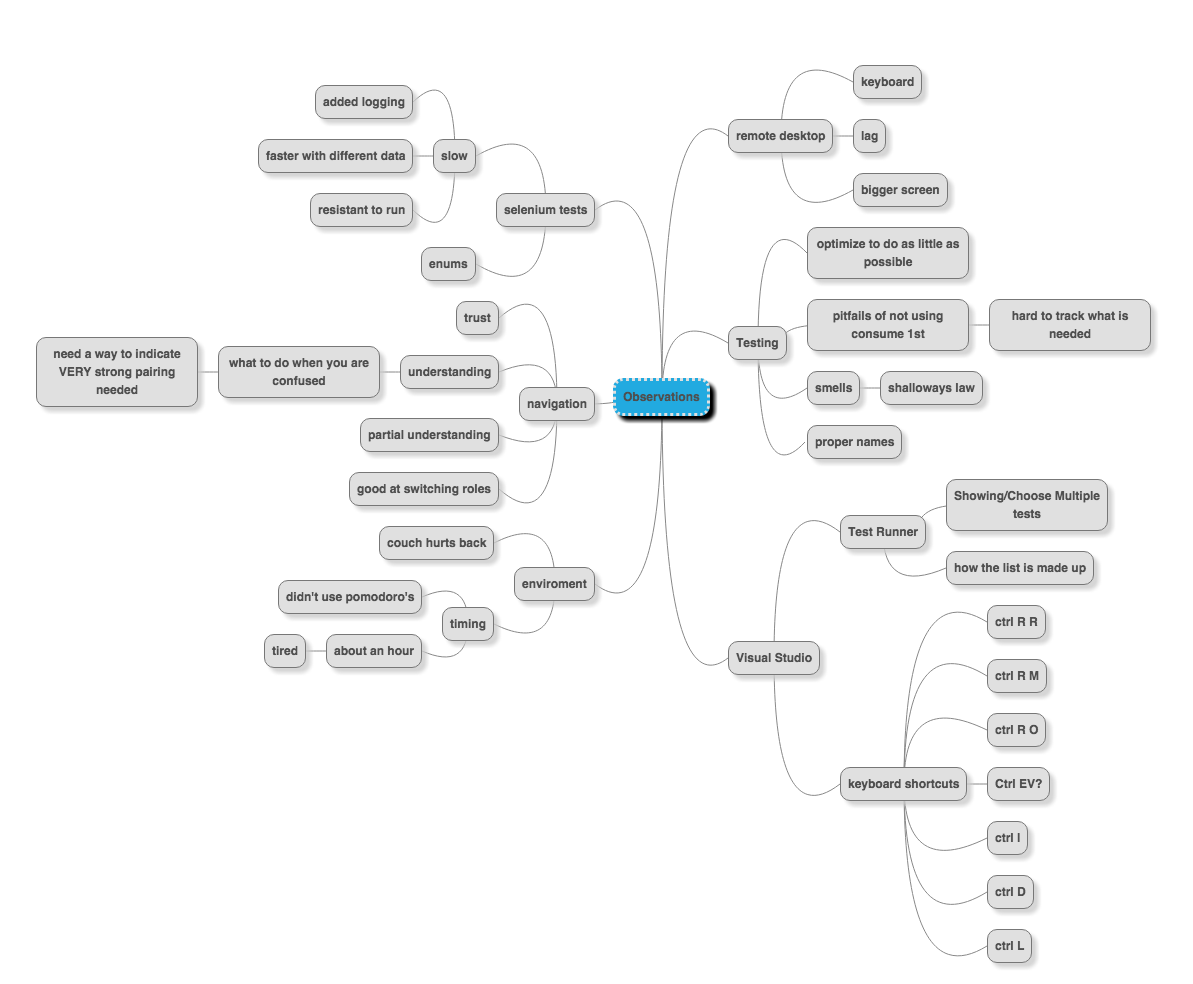 Observations
remote desktop
keyboard
lag
bigger screen
Testing
optimize to do as little as
possible
pitfails of not using
consume 1st
hard to track what is
needed
smells
shalloways law
proper names
Visual Studio
Test Runner
Showing/Choose Multiple
tests
how the list is made up
keyboard shortcuts
ctrl R R
ctrl R M
ctrl R O
Ctrl EV?
ctrl I
ctrl D
ctrl L
selenium tests
slow
added logging
faster with different data
resistant to run
enums
navigation
trust
understanding
what to do when you are
confused
need a way to indicate
VERY strong pairing
needed
partial understanding
good at switching roles
enviroment
couch hurts back
timing
didn't use pomodoro's
about an hour
tired